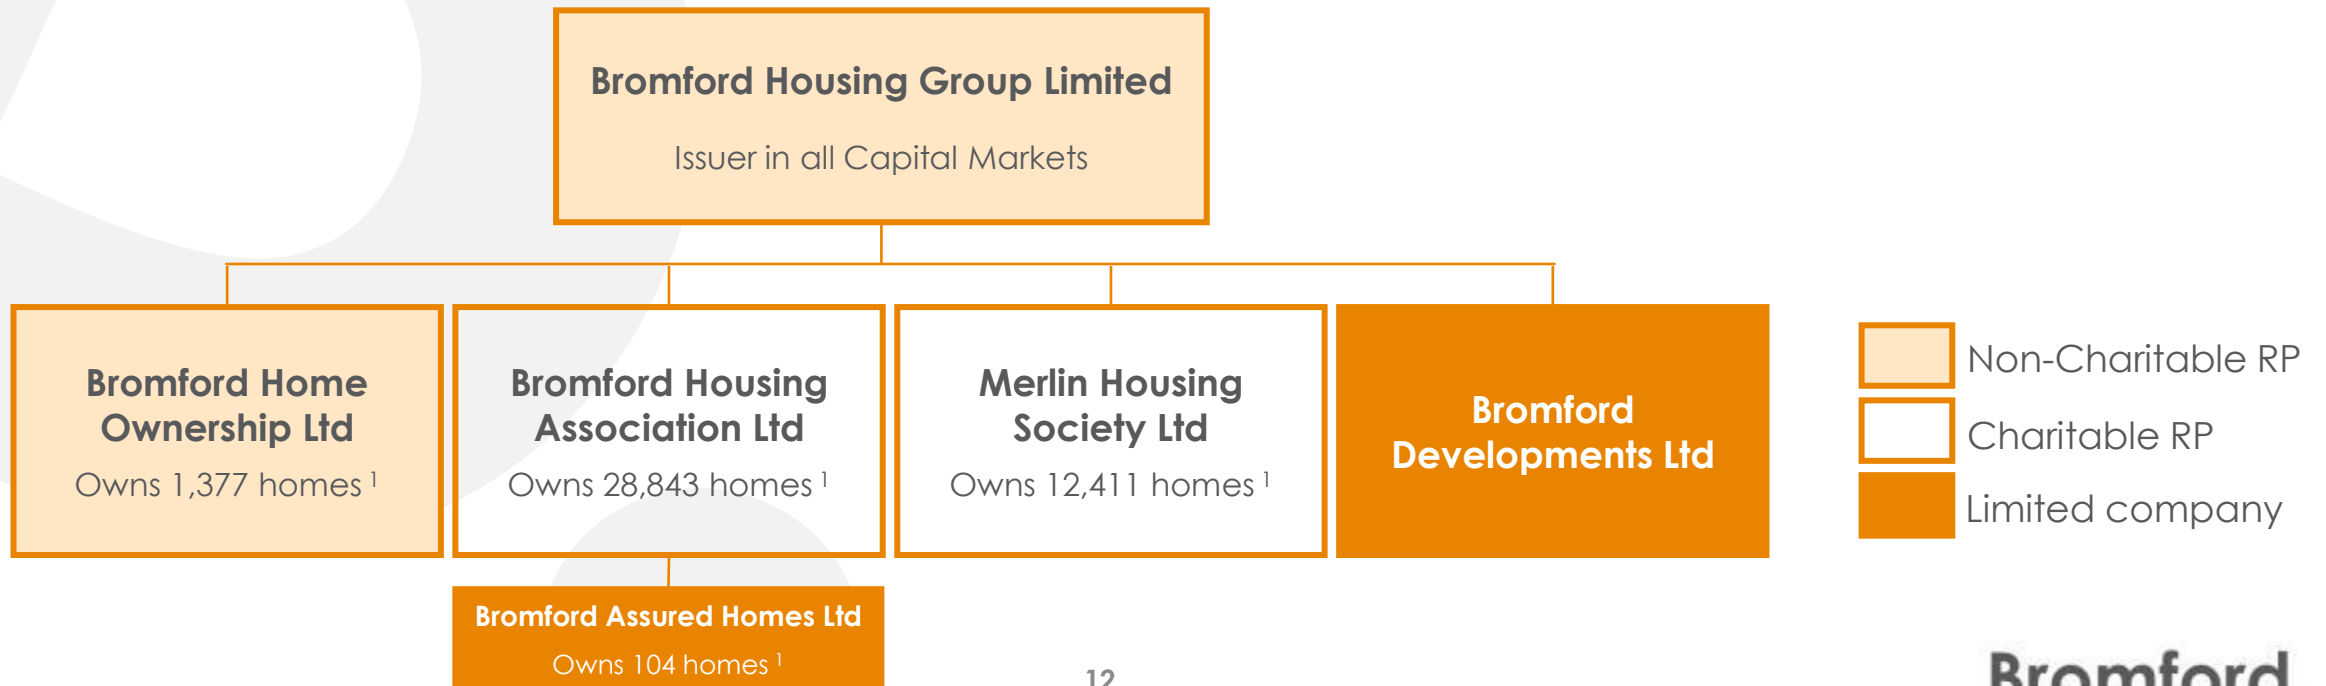 Bromford Housing Group Limited
Issuer in all Capital Markets
Bromford Home
Ownership Ltd
Owns 1,377 homes ¹
Bromford Housing
Association Ltd
Owns 28,843 homes ¹
Merlin Housing
Society Ltd
Owns 12,411 homes ¹
Bromford
Developments Ltd
Non-Charitable RP
Charitable RP
Limited company
Bromford Assured Homes Ltd
Owns 104 homes ¹
12
Bromford